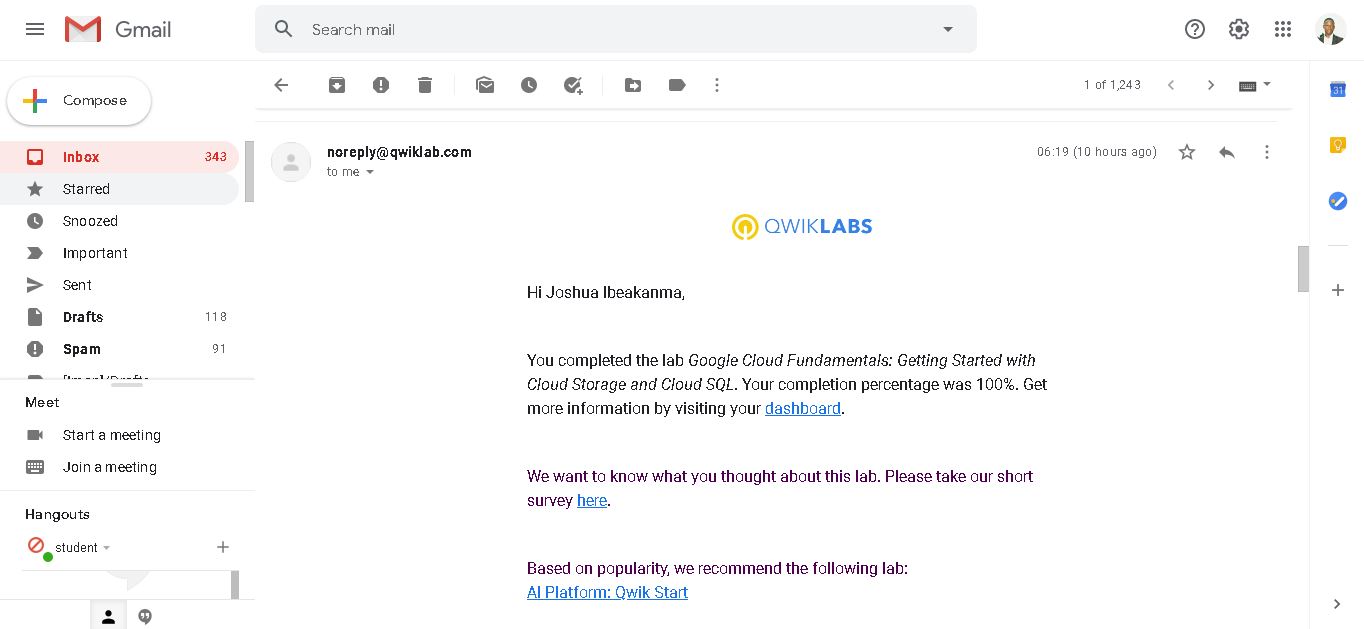 Gmail
Search mail
Compose
1 of 1,243
Inbox 343
Starred
Snoozed
Important
Sent
Drafts 118
Spam 91
Meet
Start a meeting
Join a meeting
Hangouts
student
noreply@qwiklab.com
06:19 (10 hours ago)
to me
QWIKLABS
Hi Joshua Ibeakanma,
You completed the lab Google Cloud Fundamentals: Getting Started with
Cloud Storage and Cloud SQL. Your completion percentage was 100%. Get
more information by visiting your dashboard.
We want to know what you thought about this lab. Please take our short
survey here.
Based on popularity, we recommend the following lab:
AI Platform: Qwik Start
31